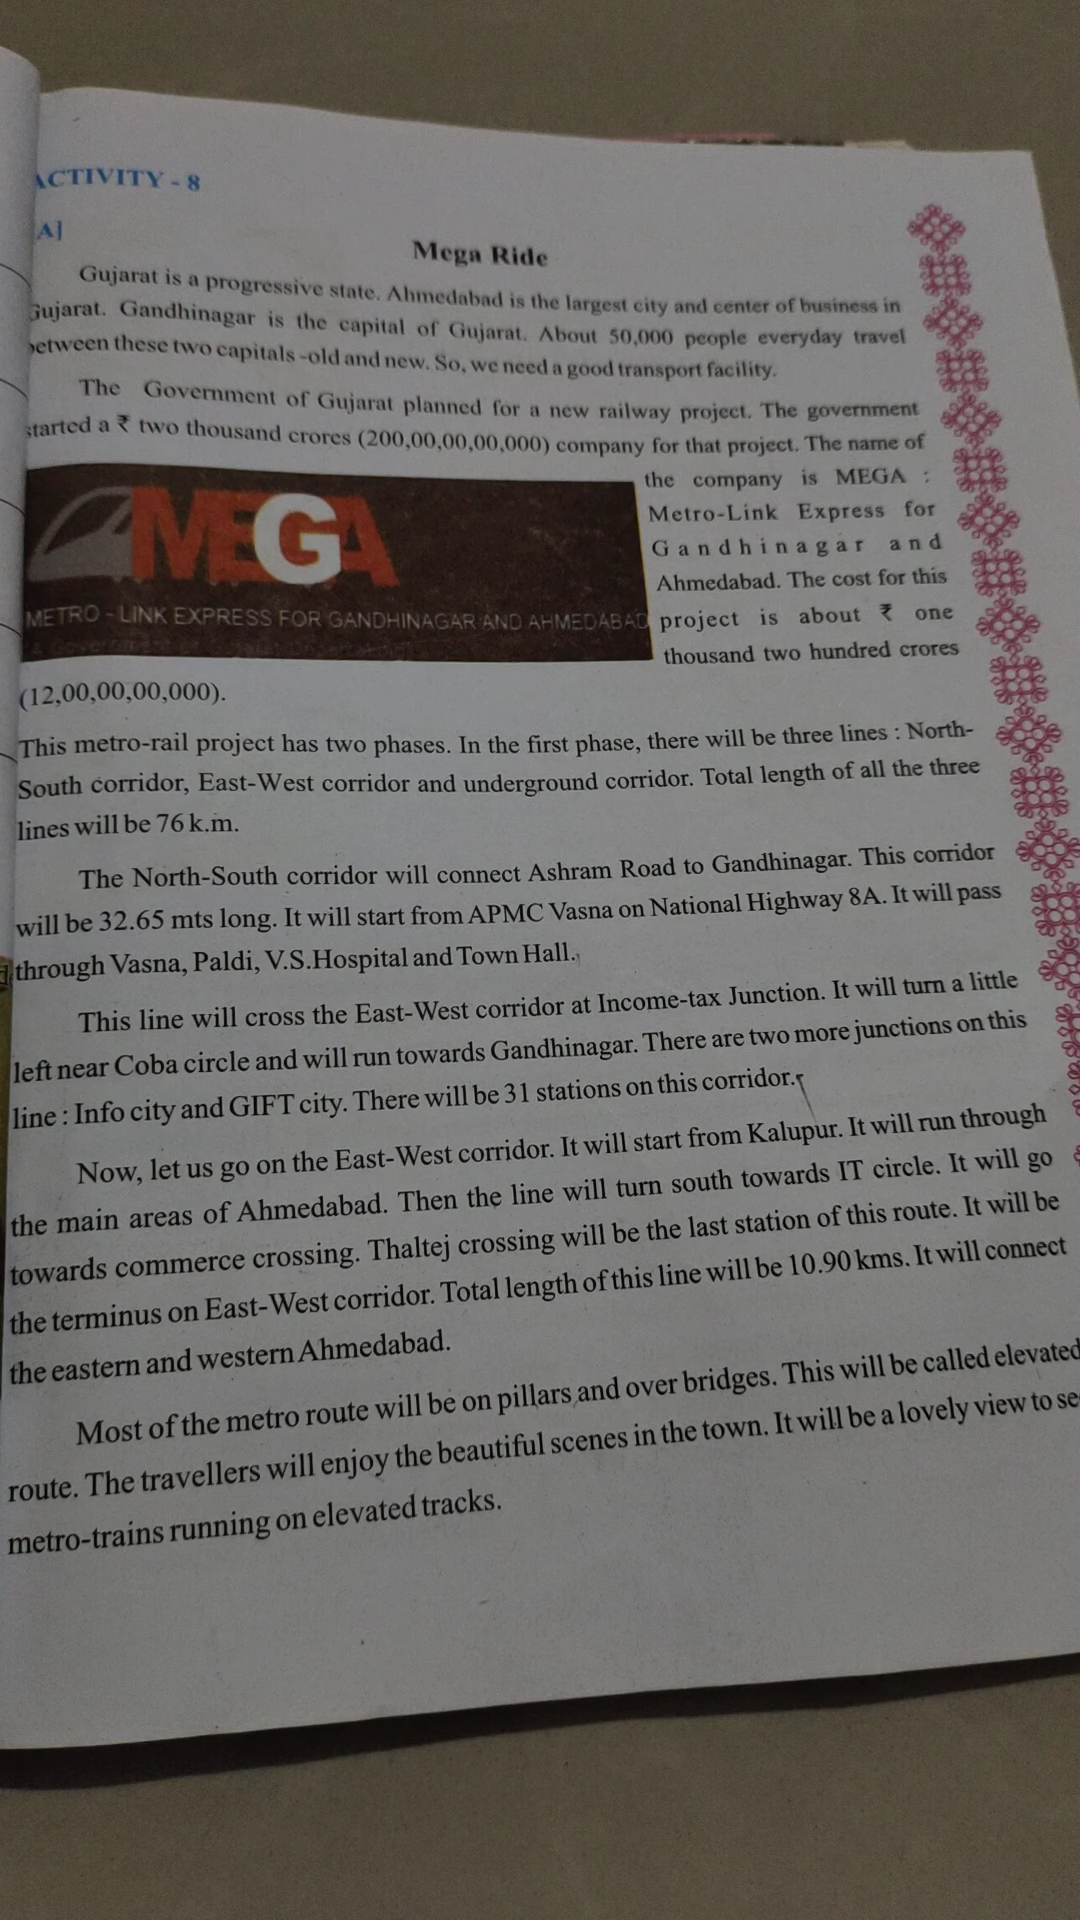 ACTIVITY - 8
A]
Mega Ride
Gujarat is a progressive state. Ahmedabad is the largest city and center of business in
Gujarat. Gandhinagar is the capital of Gujarat. About 50,000 people everyday travel
between these two capitals -old and new. So, we need a good transport facility.
The Government of Gujarat planned for a new railway project. The government
started a ₹ two thousand crores (200,00,00,00,000) company for that project. The name of
the company is MEGA :
Metro-Link Express for
Gandhinagar and
Ahmedabad. The cost for this
project is about ₹ one
thousand two hundred crores
MEGA
METRO - LINK EXPRESS FOR GANDHINAGAR AND AHMEDABAD
(12,00,00,00,000).
This metro-rail project has two phases. In the first phase, there will be three lines : North-
South corridor, East-West corridor and underground corridor. Total length of all the three
lines will be 76 k.m.
The North-South corridor will connect Ashram Road to Gandhinagar. This corridor
will be 32.65 mts long. It will start from APMC Vasna on National Highway 8A. It will pass
through Vasna, Paldi, V.S.Hospital and Town Hall.
This line will cross the East-West corridor at Income-tax Junction. It will turn a little
left near Coba circle and will run towards Gandhinagar. There are two more junctions on this
line : Info city and GIFT city. There will be 31 stations on this corridor.
Now, let us go on the East-West corridor. It will start from Kalupur. It will run through
the main areas of Ahmedabad. Then the line will turn south towards IT circle. It will go
towards commerce crossing. Thaltej crossing will be the last station of this route. It will be
the terminus on East-West corridor. Total length of this line will be 10.90 kms. It will connect
the eastern and western Ahmedabad.
Most of the metro route will be on pillars and over bridges. This will be called elevated
route. The travellers will enjoy the beautiful scenes in the town. It will be a lovely view to se
metro-trains running on elevated tracks.